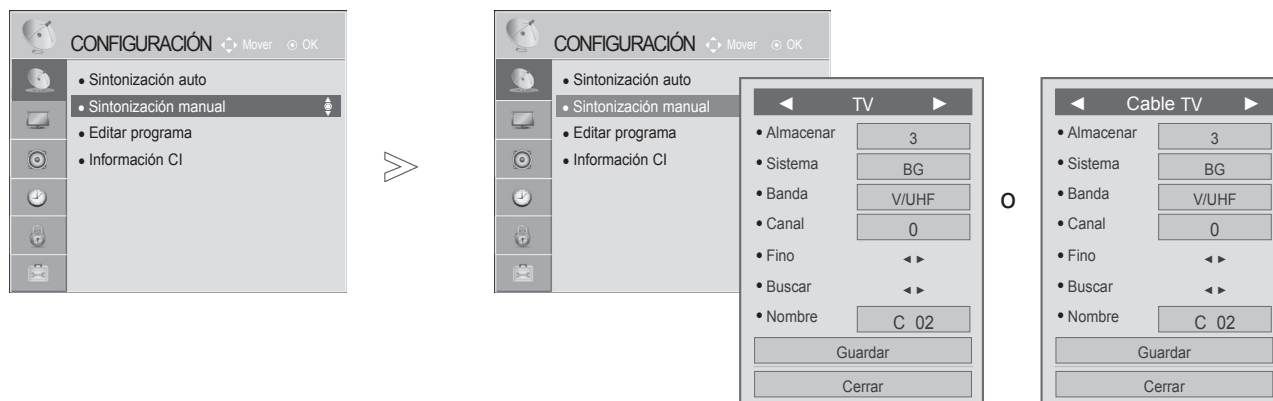 CONFIGURACIÓN Mover OK
• Sintonización auto
• Sintonización manual
• Editar programa
• Información CI
CONFIGURACIÓN Mover OK
• Sintonización auto
• Sintonización manual
• Editar programa
• Información CI
◄ TV ►
• Almacenar 3
• Sistema BG
• Banda V/UHF
• Canal 0
• Fino ◄ ►
• Buscar ◄ ►
• Nombre C 02
Guardar
Cerrar
o
◄ Cable TV ►
• Almacenar 3
• Sistema BG
• Banda V/UHF
• Canal 0
• Fino ◄ ►
• Buscar ◄ ►
• Nombre C 02
Guardar
Cerrar